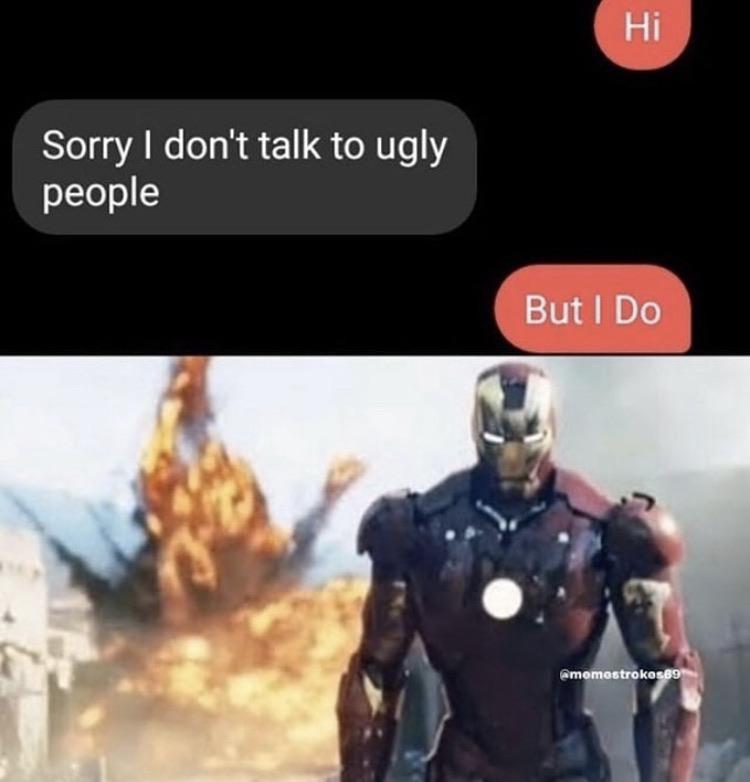 Hi
Sorry I don't talk to ugly
people
But I Do
@memestrokes69